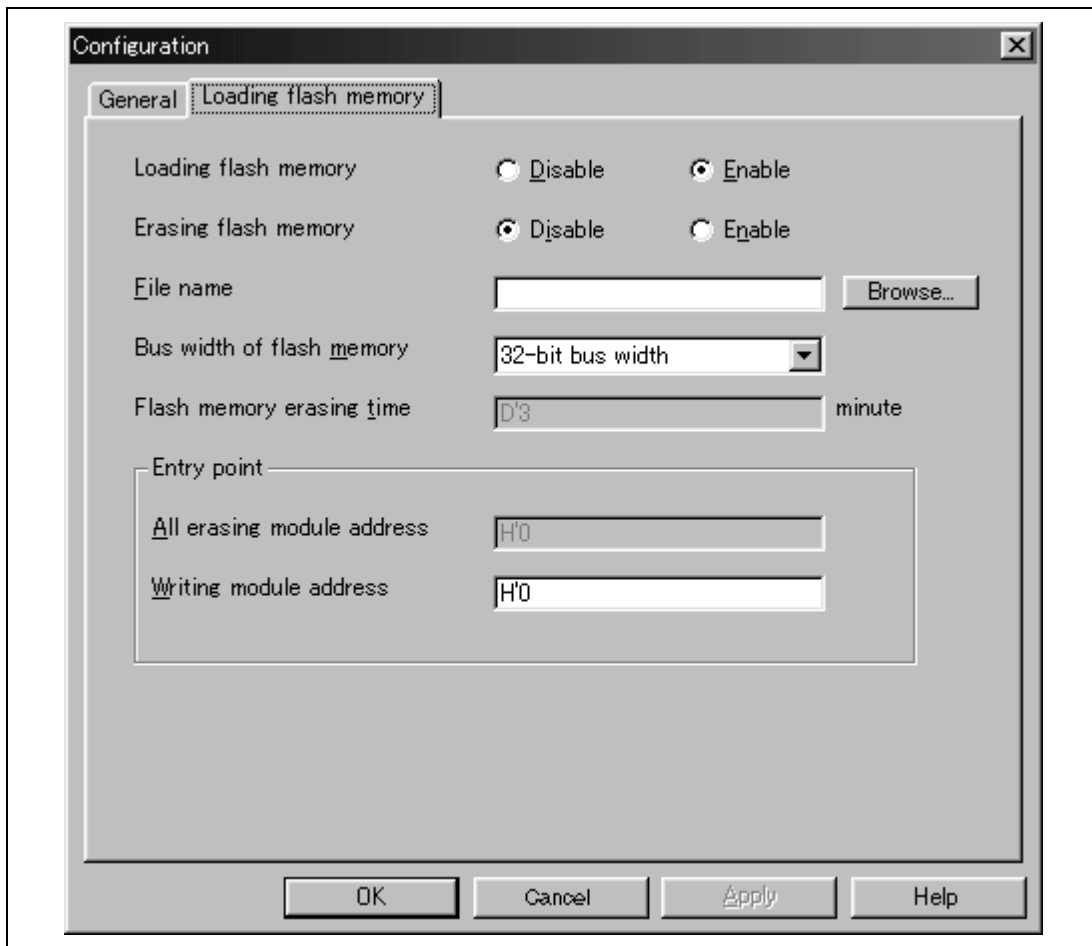 Configuration
General Loading flash memory
Loading flash memory Disable Enable
Erasing flash memory Disable Enable
File name Browse...
Bus width of flash memory 32-bit bus width
Flash memory erasing time D'3 minute
Entry point
All erasing module address H'0
Writing module address H'0
OK Cancel Apply Help